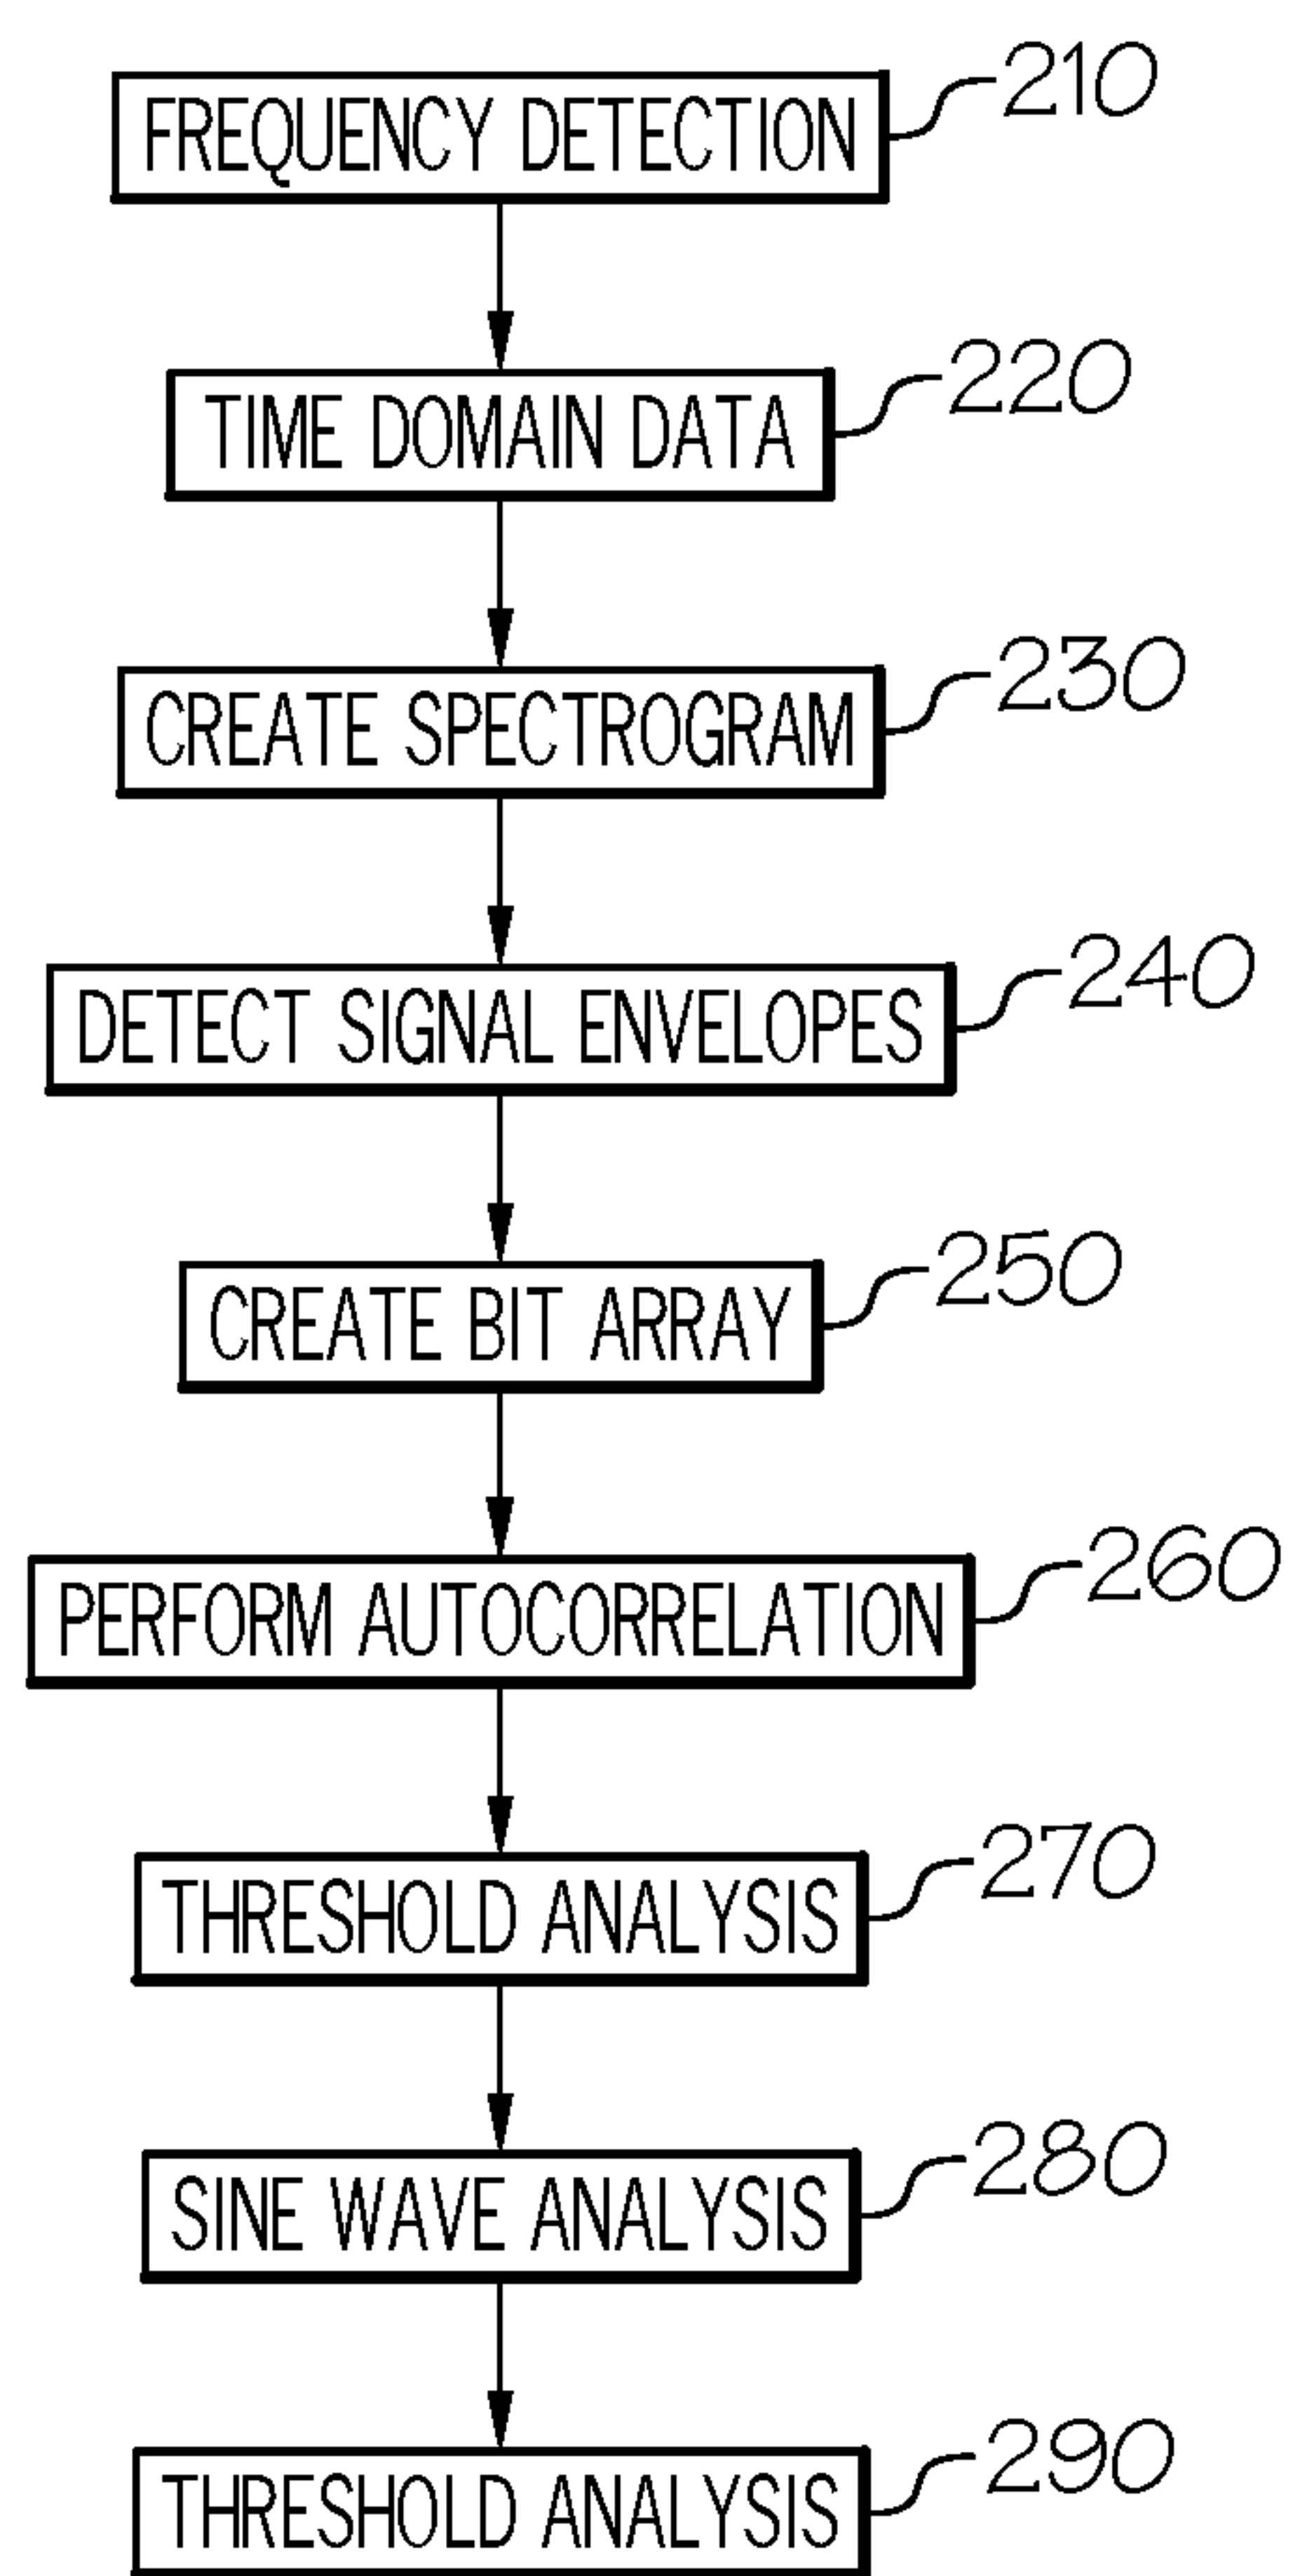 FREQUENCY DETECTION 210
TIME DOMAIN DATA 220
CREATE SPECTROGRAM 230
DETECT SIGNAL ENVELOPES 240
CREATE BIT ARRAY 250
PERFORM AUTOCORRELATION 260
THRESHOLD ANALYSIS 270
SINE WAVE ANALYSIS 280
THRESHOLD ANALYSIS 290